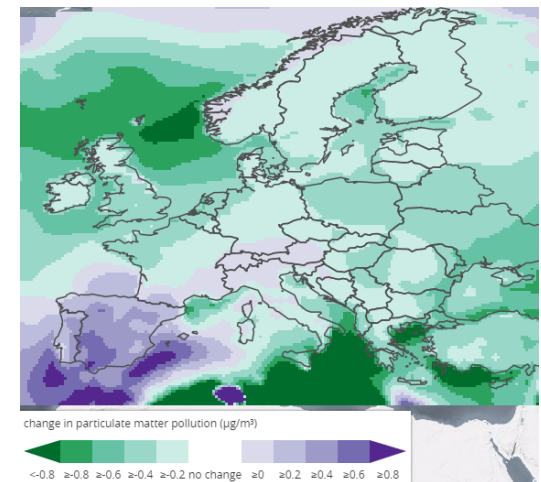 change in particulate matter pollution (µg/m³)
<-0.8 ≥-0.8 ≥-0.6 ≥-0.4 ≥-0.2 no change ≥0 ≥0.2 ≥0.4 ≥0.6 ≥0.8